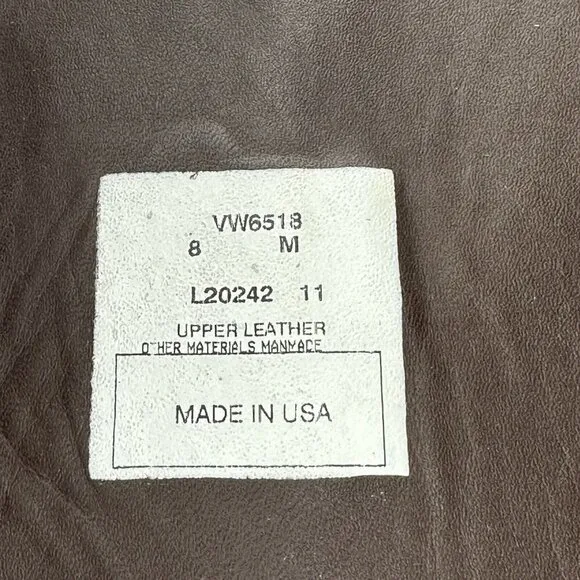 VW6518
8 M
L20242 11
UPPER LEATHER
OTHER MATERIALS MANMADE
MADE IN USA